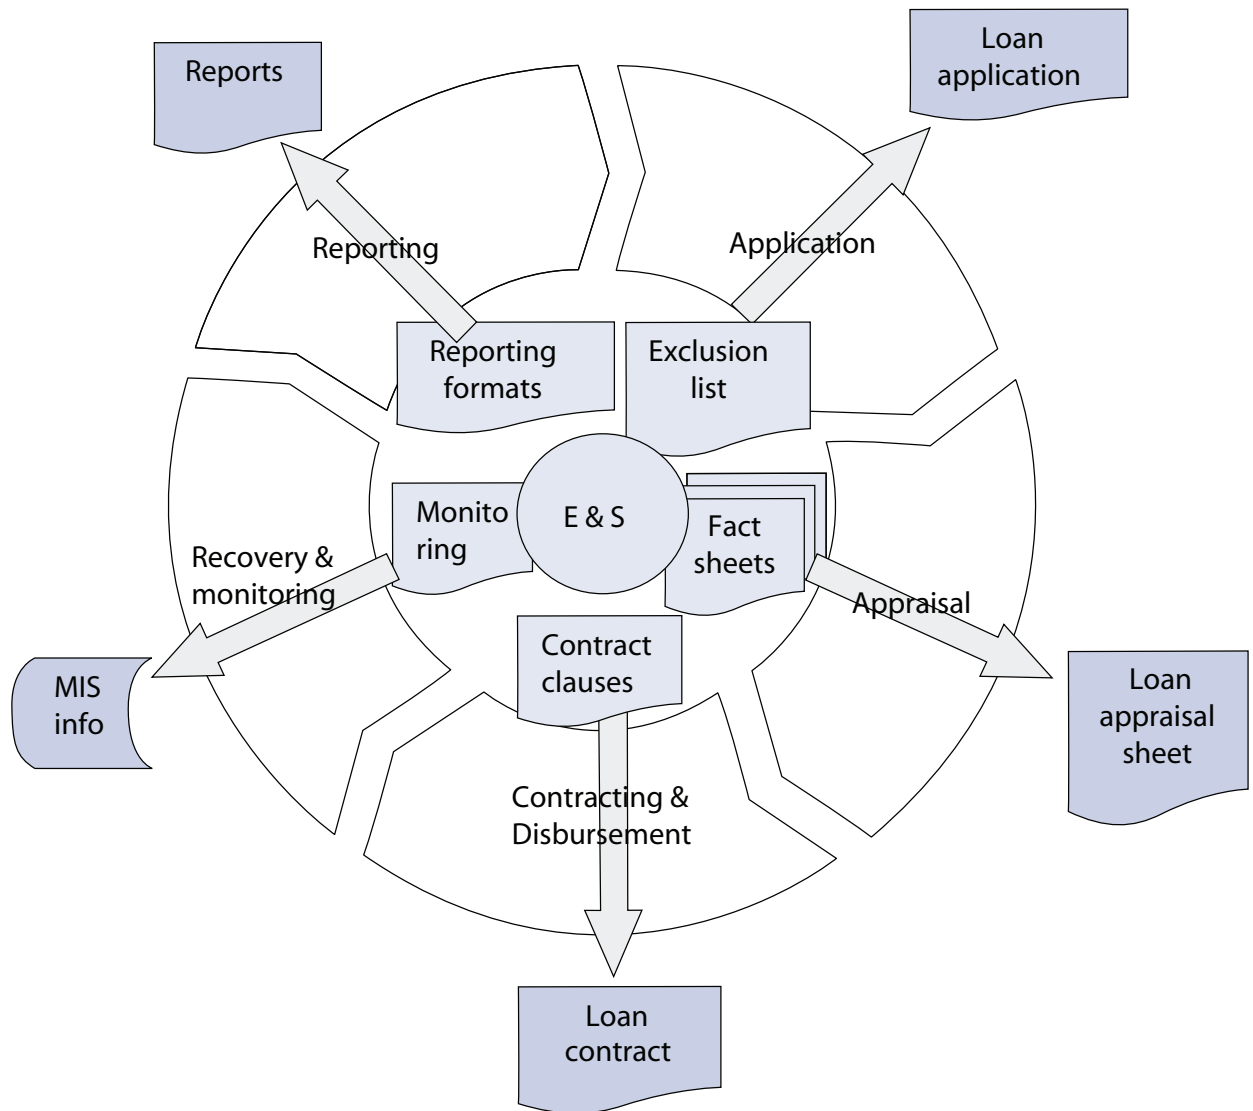 Reports
Loan
application
Reporting
Application
Reporting
formats
Exclusion
list
Monito
ring
E & S
Fact
sheets
Recovery &
monitoring
Appraisal
Contract
clauses
MIS
info
Loan
appraisal
sheet
Contracting &
Disbursement
Loan
contract